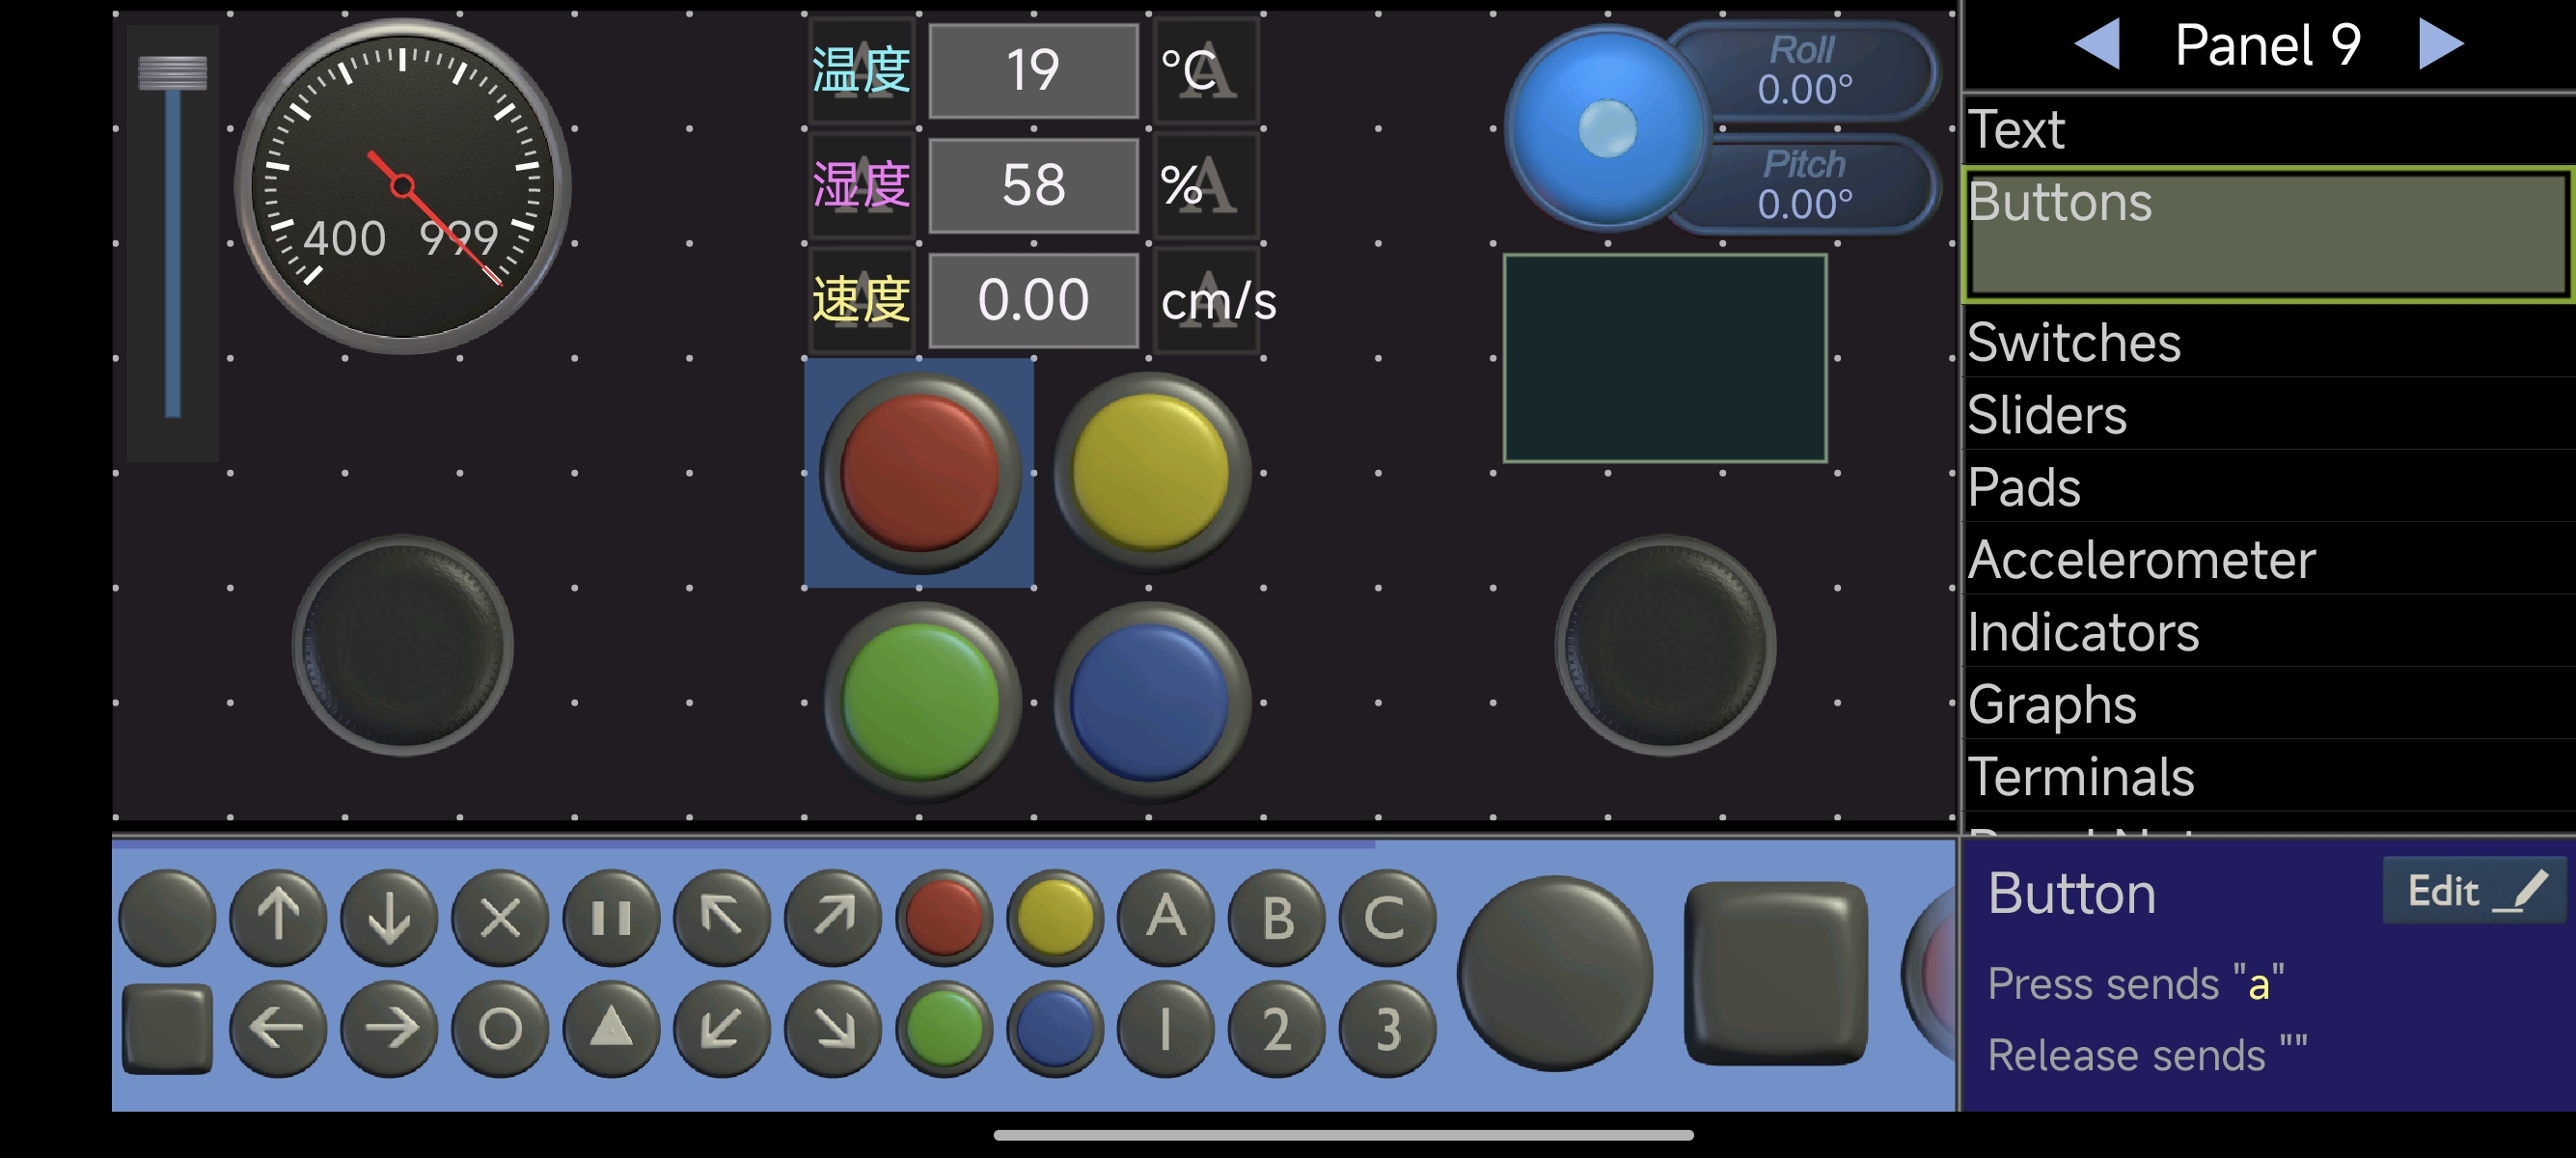 400 999
温度 19 °C
湿度 58 %
速度 0.00 cm/s
A
A
A
A
A
A
Roll
0.00°
Pitch
0.00°
Panel 9
Text
Buttons
Switches
Sliders
Pads
Accelerometer
Indicators
Graphs
Terminals
A B C
1 2 3
Button
Edit
Press sends "a"
Release sends ""